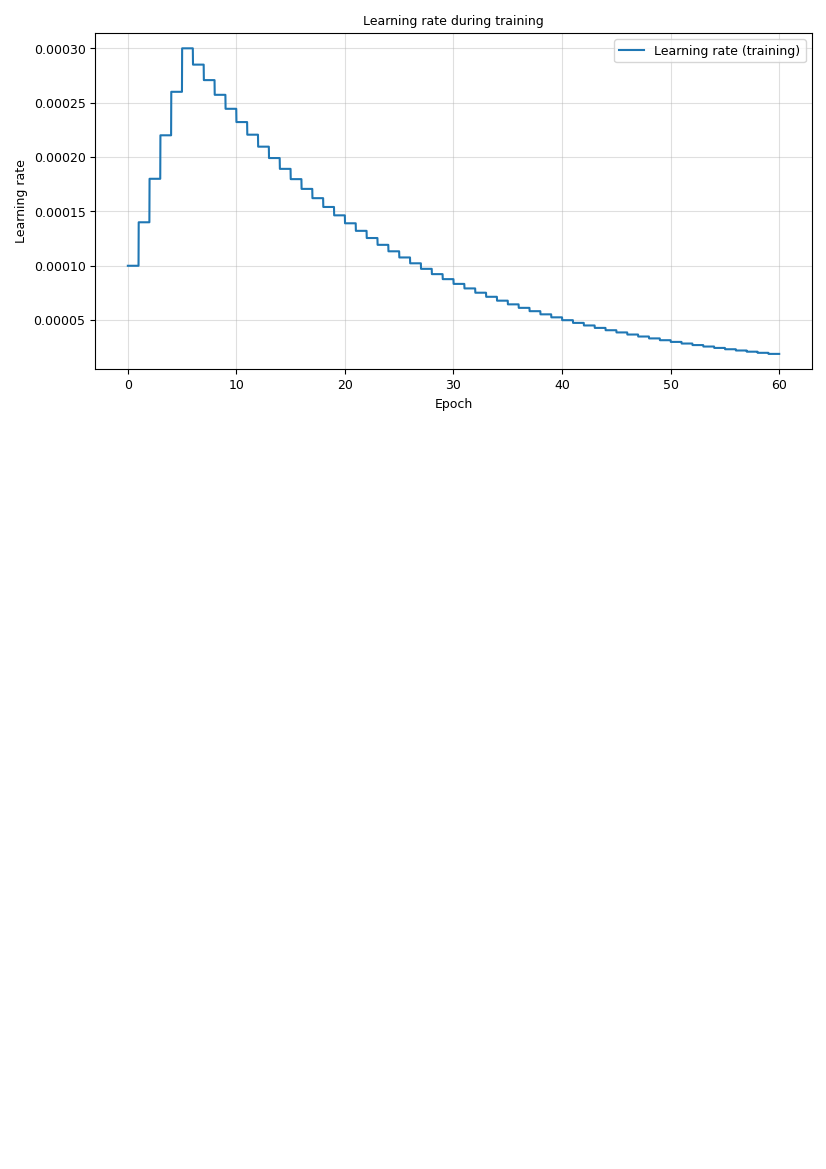 Learning rate during training
Learning rate (training)
0.00030
0.00025
0.00020
0.00015
0.00010
0.00005
Learning rate
0 10 20 30 40 50 60
Epoch